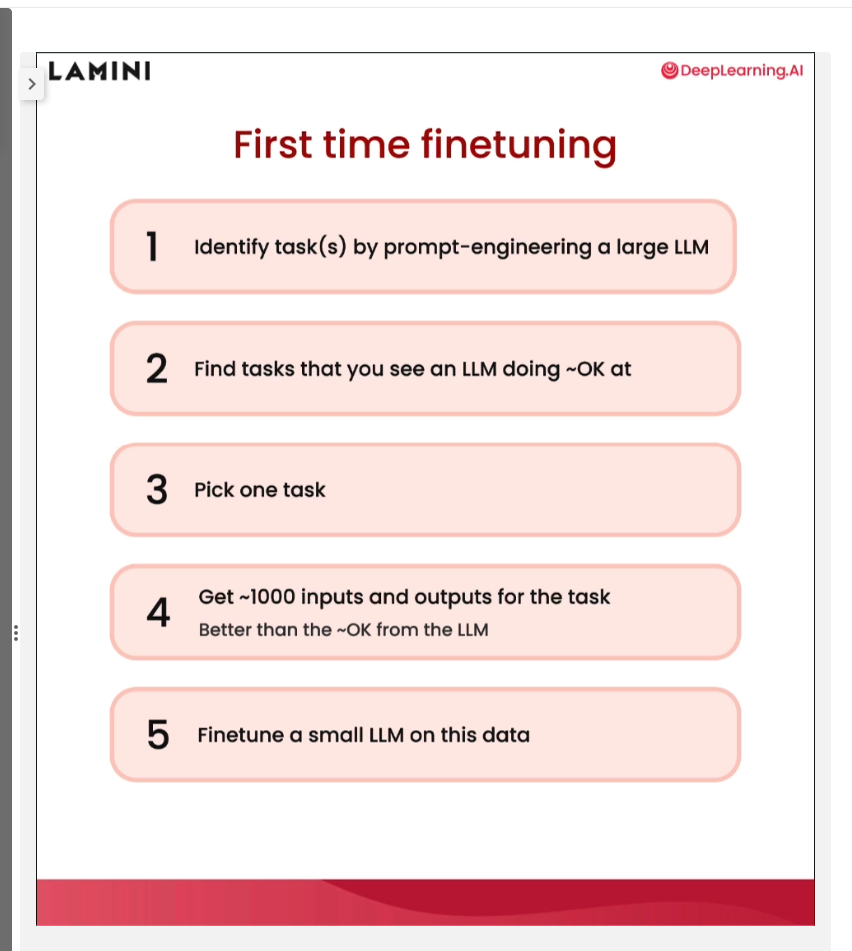 LAMINI
DeepLearning.AI
First time finetuning
1
Identify task(s) by prompt-engineering a large LLM
2
Find tasks that you see an LLM doing ~OK at
3
Pick one task
4
Get ~1000 inputs and outputs for the task
Better than the ~OK from the LLM
5
Finetune a small LLM on this data